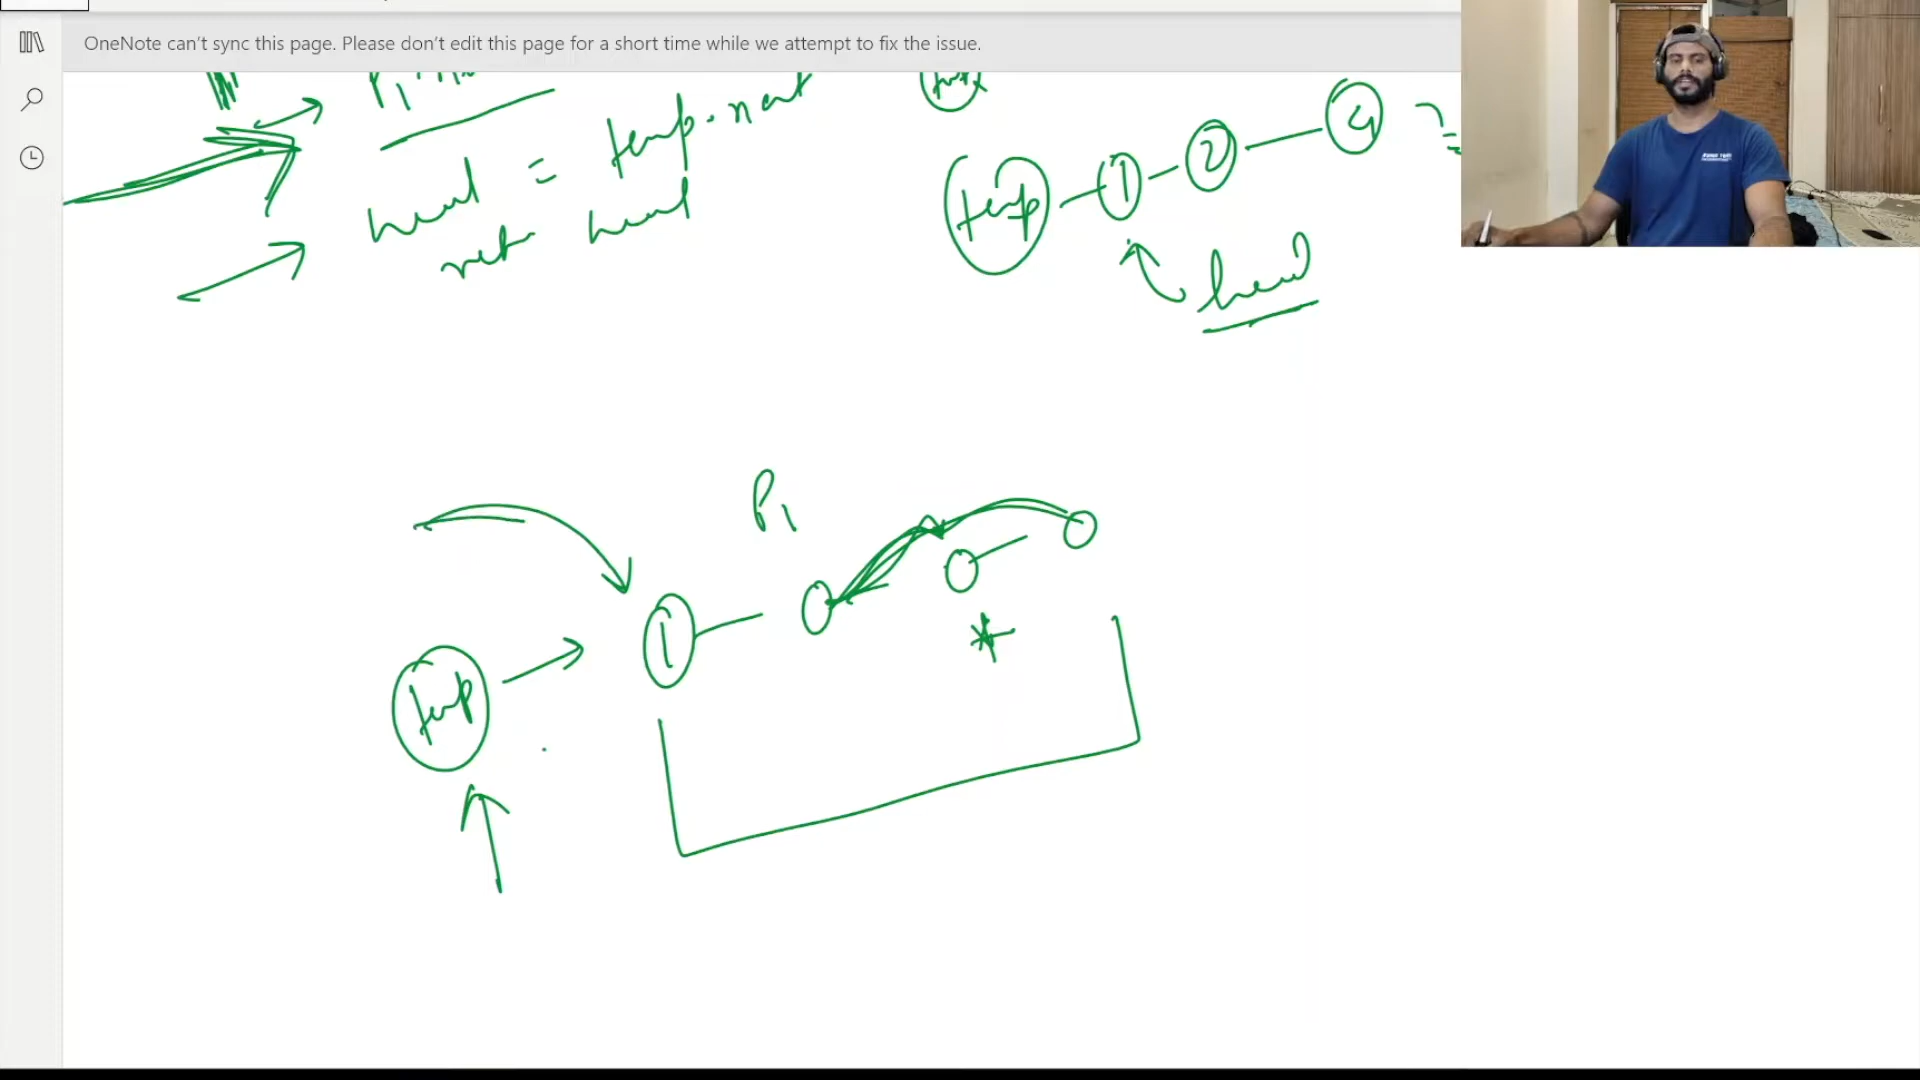 OneNote can't sync this page. Please don't edit this page for a short time while we attempt to fix the issue.
P1.
head = temp.next
ret head
temp 1 2 4
head
P1
1
temp